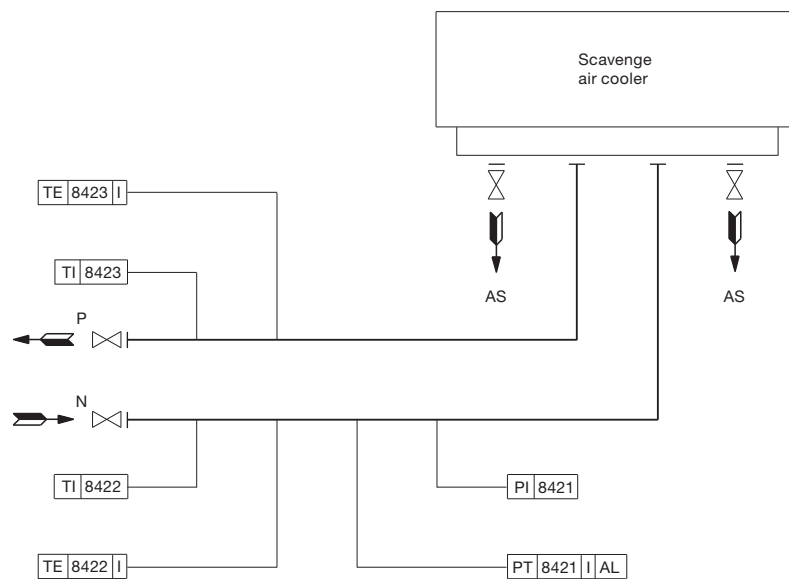 Scavenge
air cooler
TE 8423 I
TI 8423
AS AS
P
N
TI 8422
PI 8421
TE 8422 I
PT 8421 I AL